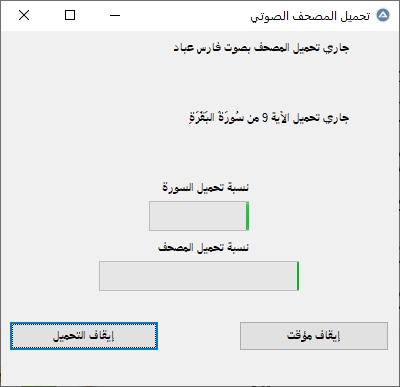 تحميل المصحف الصوتي
جاري تحميل المصحف بصوت فارس عباد
جاري تحميل الآية 9 من سُورَةُ البَقَرَةِ
نسبة تحميل السورة
نسبة تحميل المصحف
إيقاف مؤقت
إيقاف التحميل